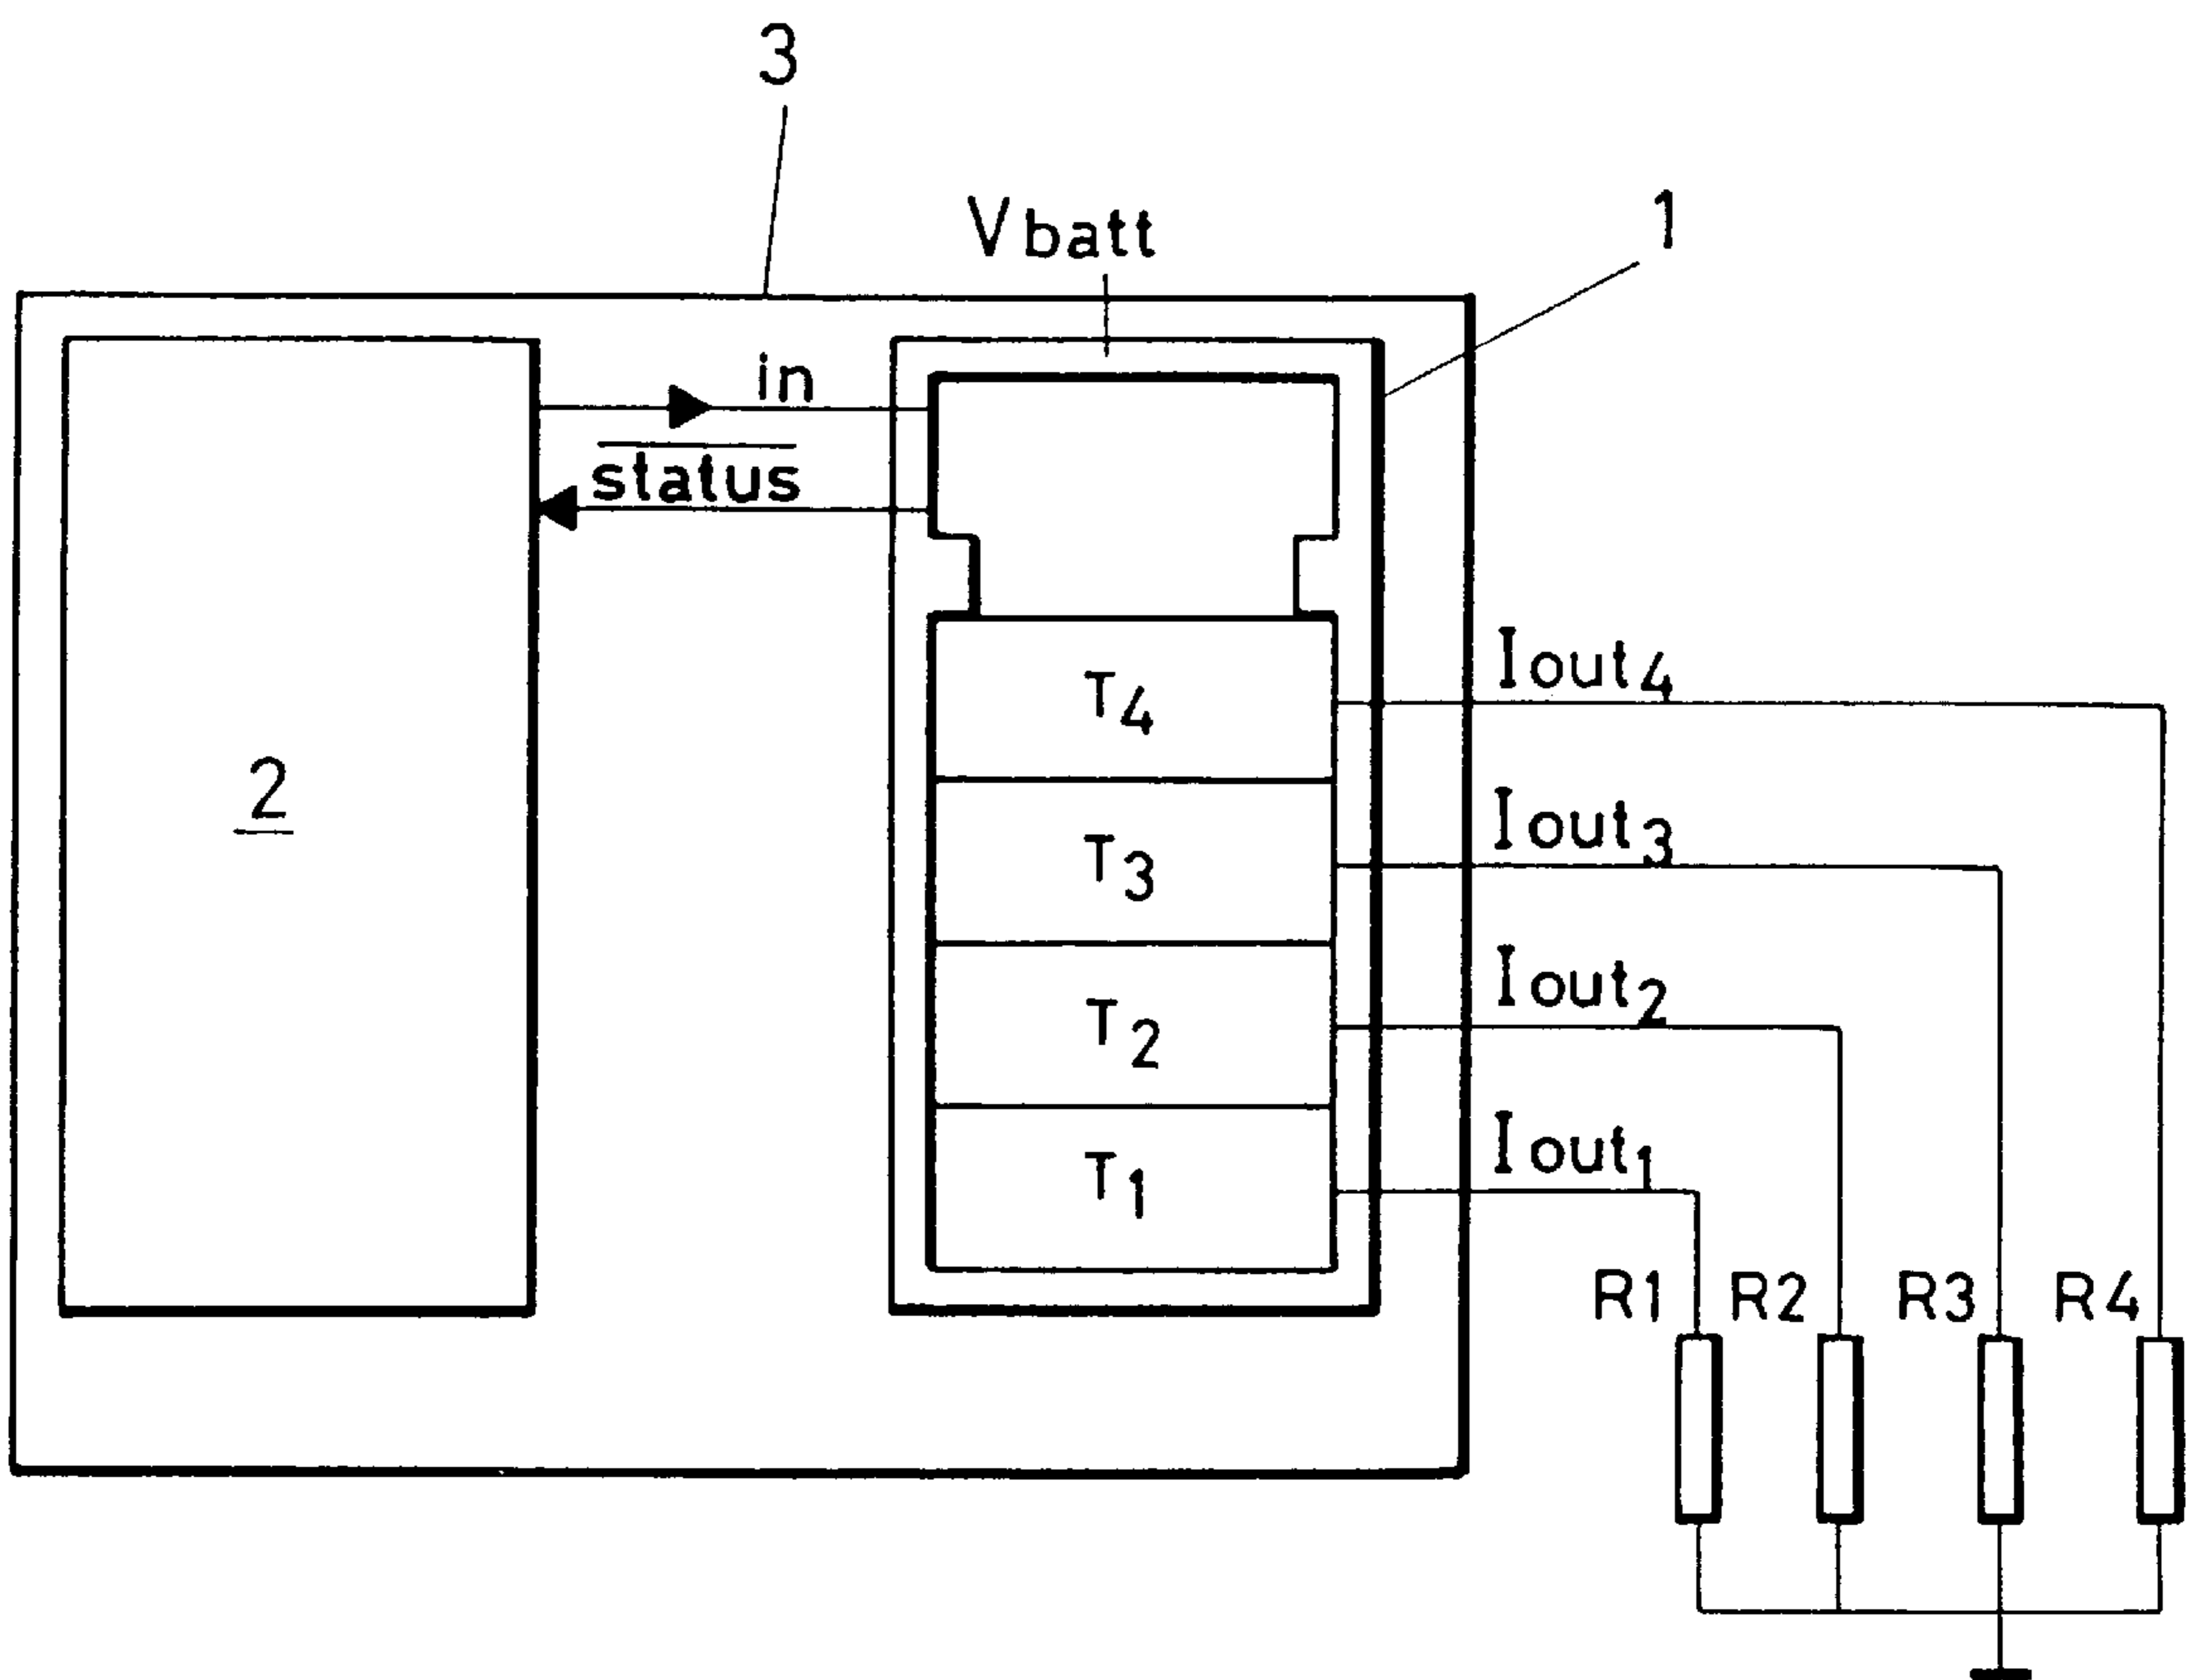 3
Vbatt
1
in
status
Iout4
T4
2
Iout3
T3
Iout2
T2
Iout1
T1
R1 R2 R3 R4